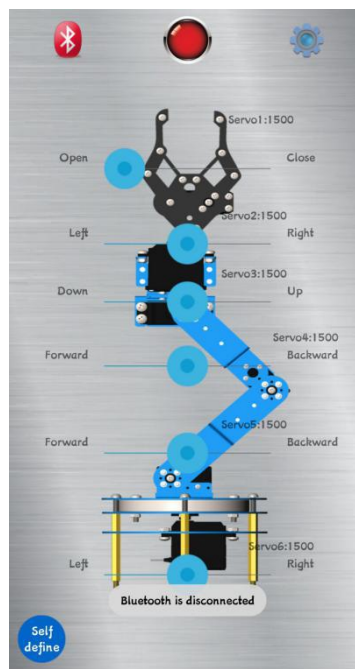 Servo1:1500
Open Close
Servo2:1500
Left Right
Servo3:1500
Down Up
Servo4:1500
Forward Backward
Servo5:1500
Forward Backward
Servo6:1500
Left Right
Bluetooth is disconnected
Self
define